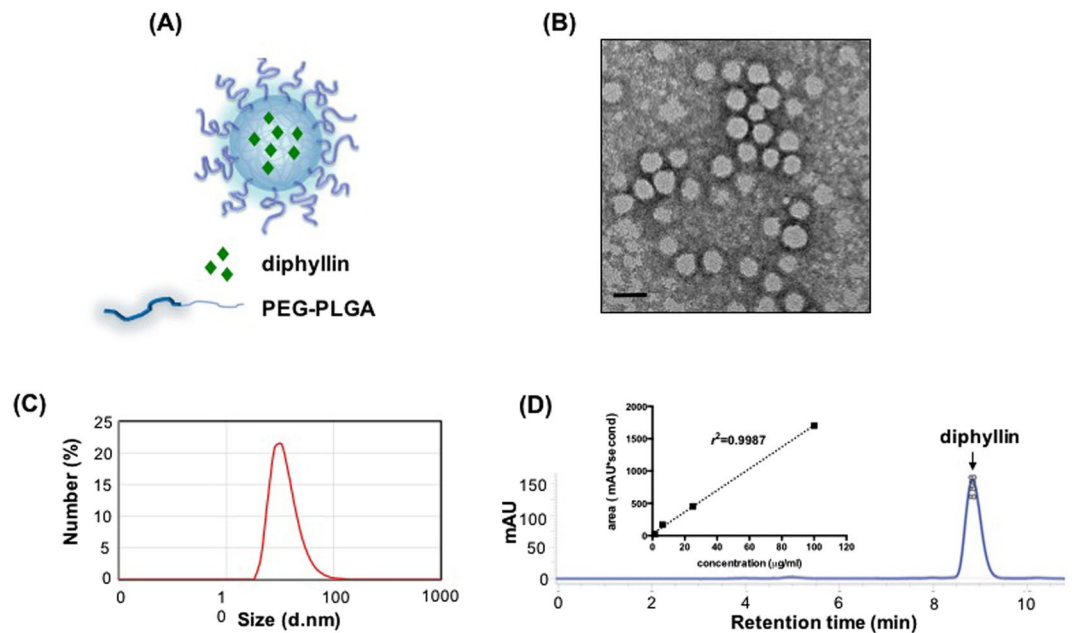 (A)
(B)
diphyllin
PEG-PLGA
(C)
25
20
15
10
5
0
Number (%)
0 1 100 1000
0
Size (d.nm)
(D)
2000
1500
1000
500
0
area ( mAU*second)
r²=0.9987
0 20 40 60 80 100 120
concentration (µg/ml)
diphyllin
150
100
50
0
mAU
0 2 4 6 8 10
Retention time (min)